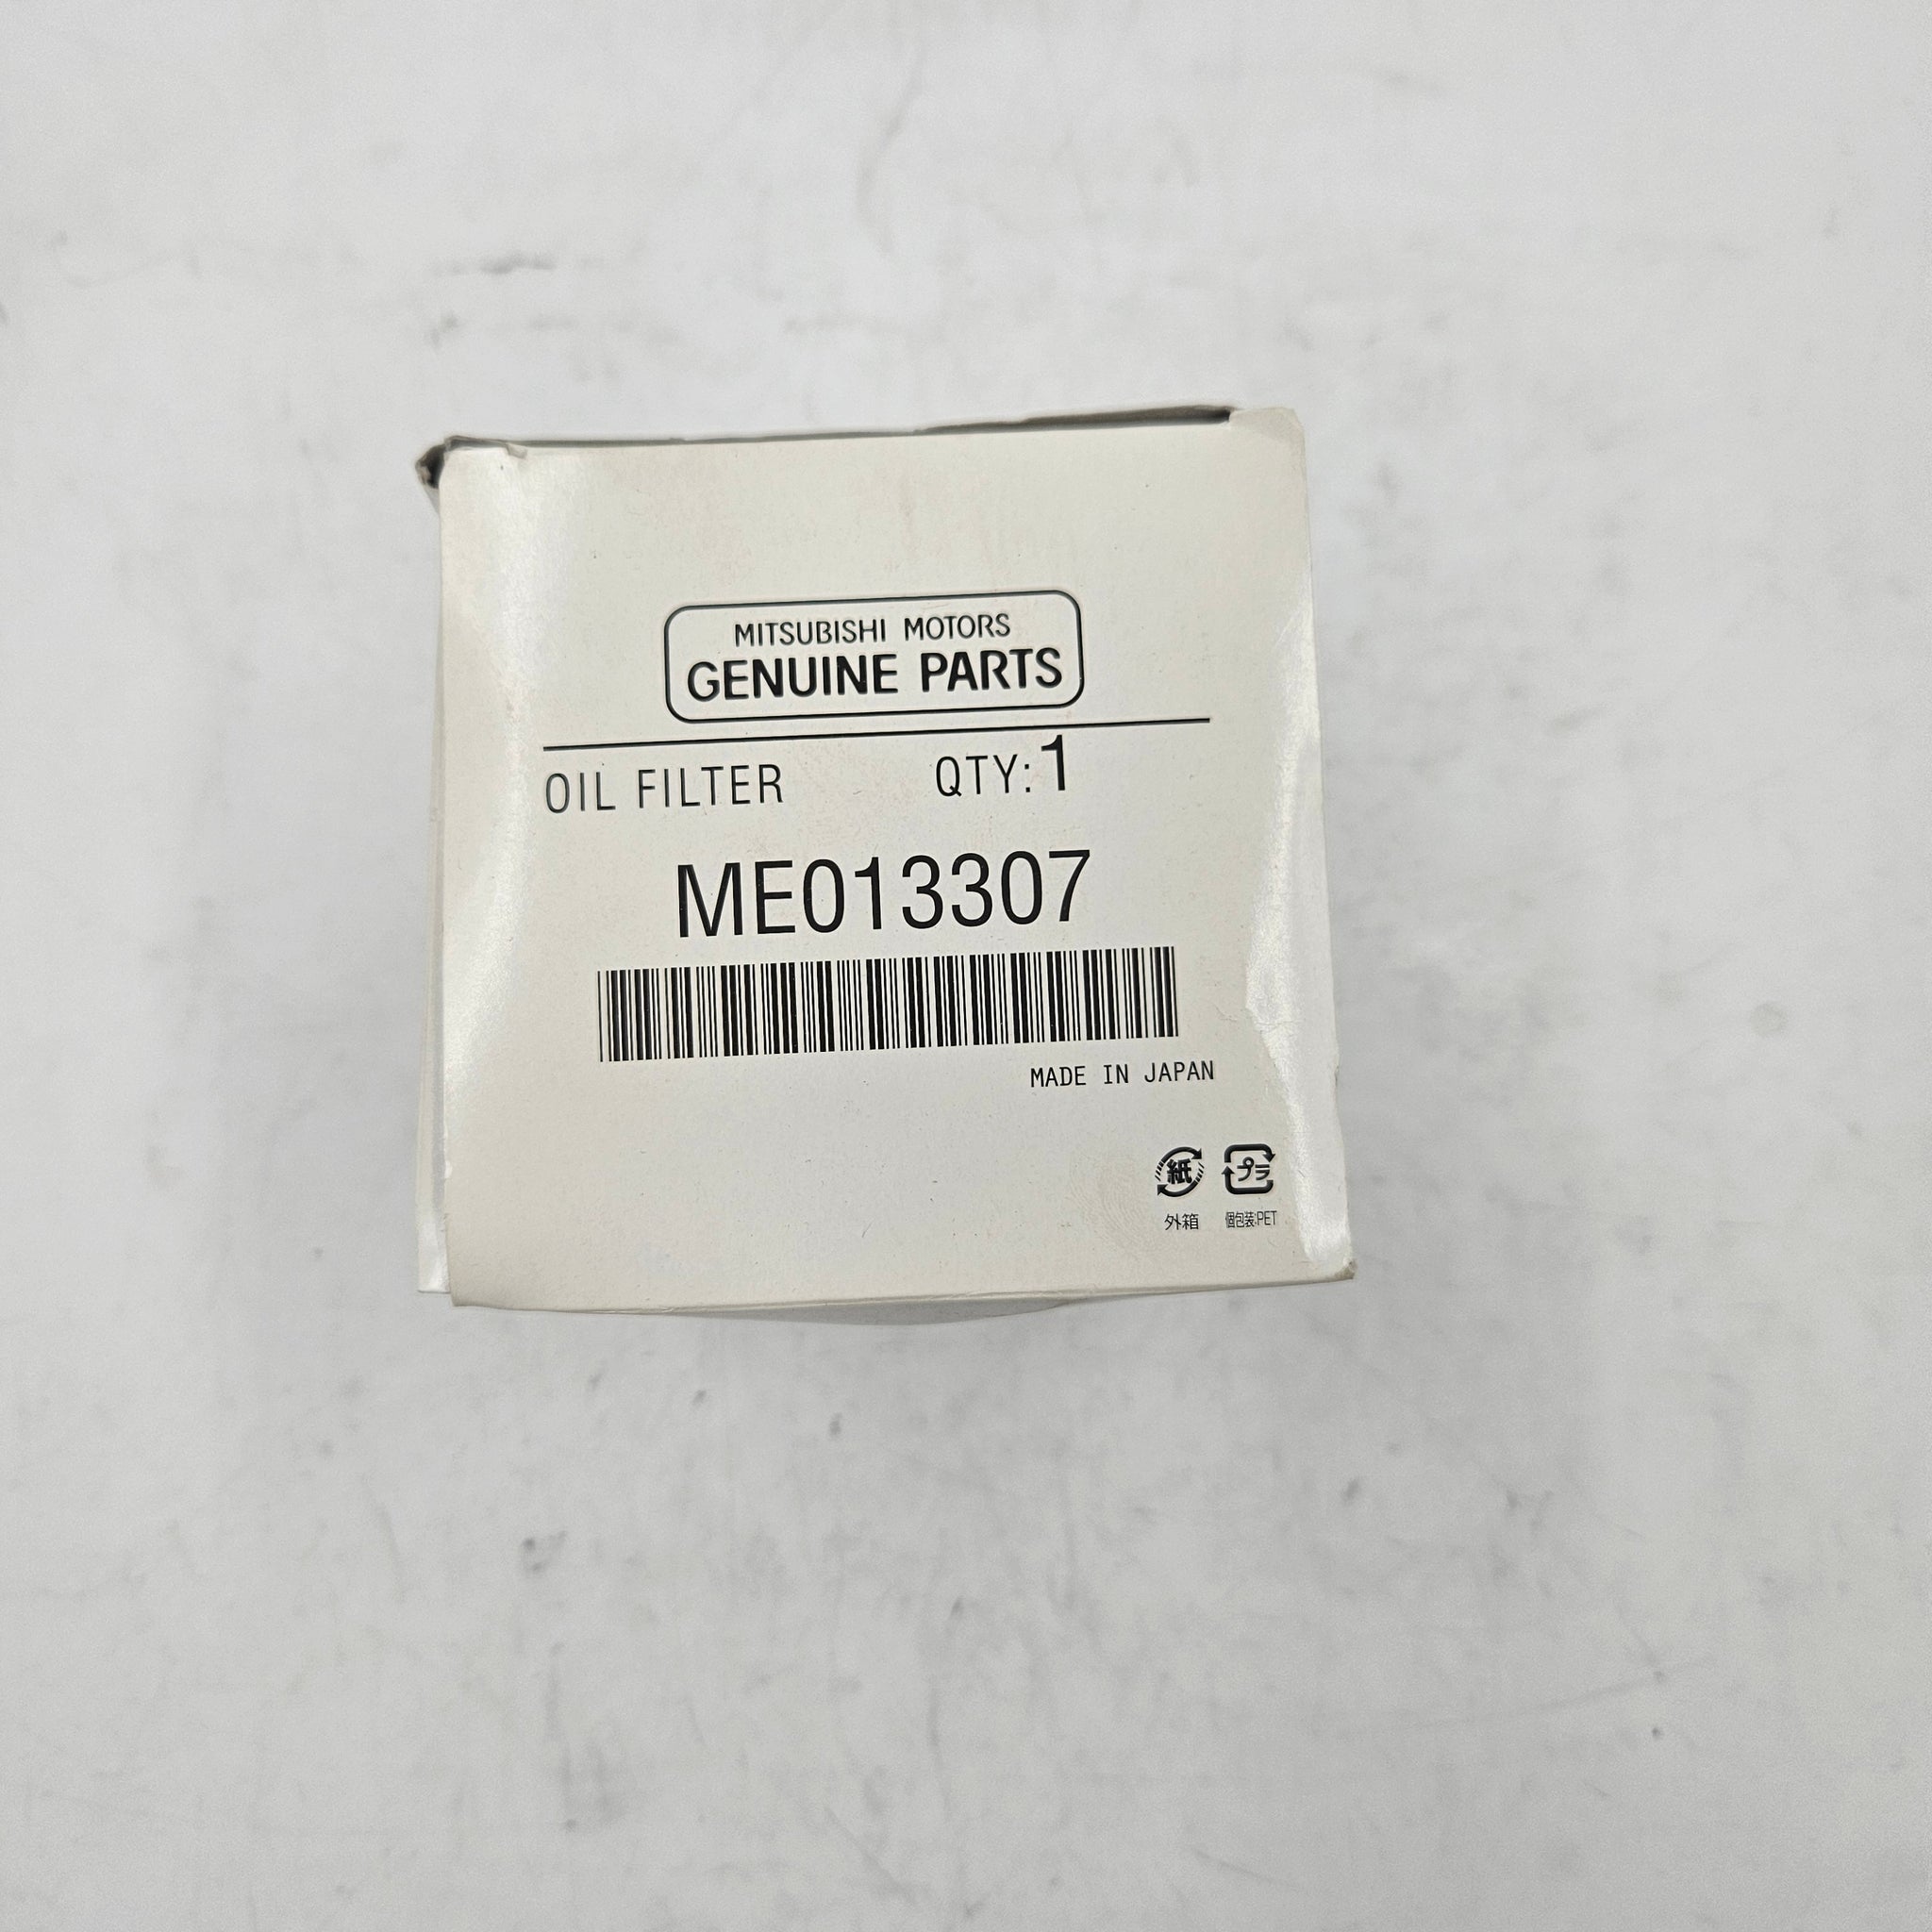 MITSUBISHI MOTORS
GENUINE PARTS
OIL FILTER QTY: 1
ME013307
MADE IN JAPAN
紙 プラ
外箱 個包装:PET